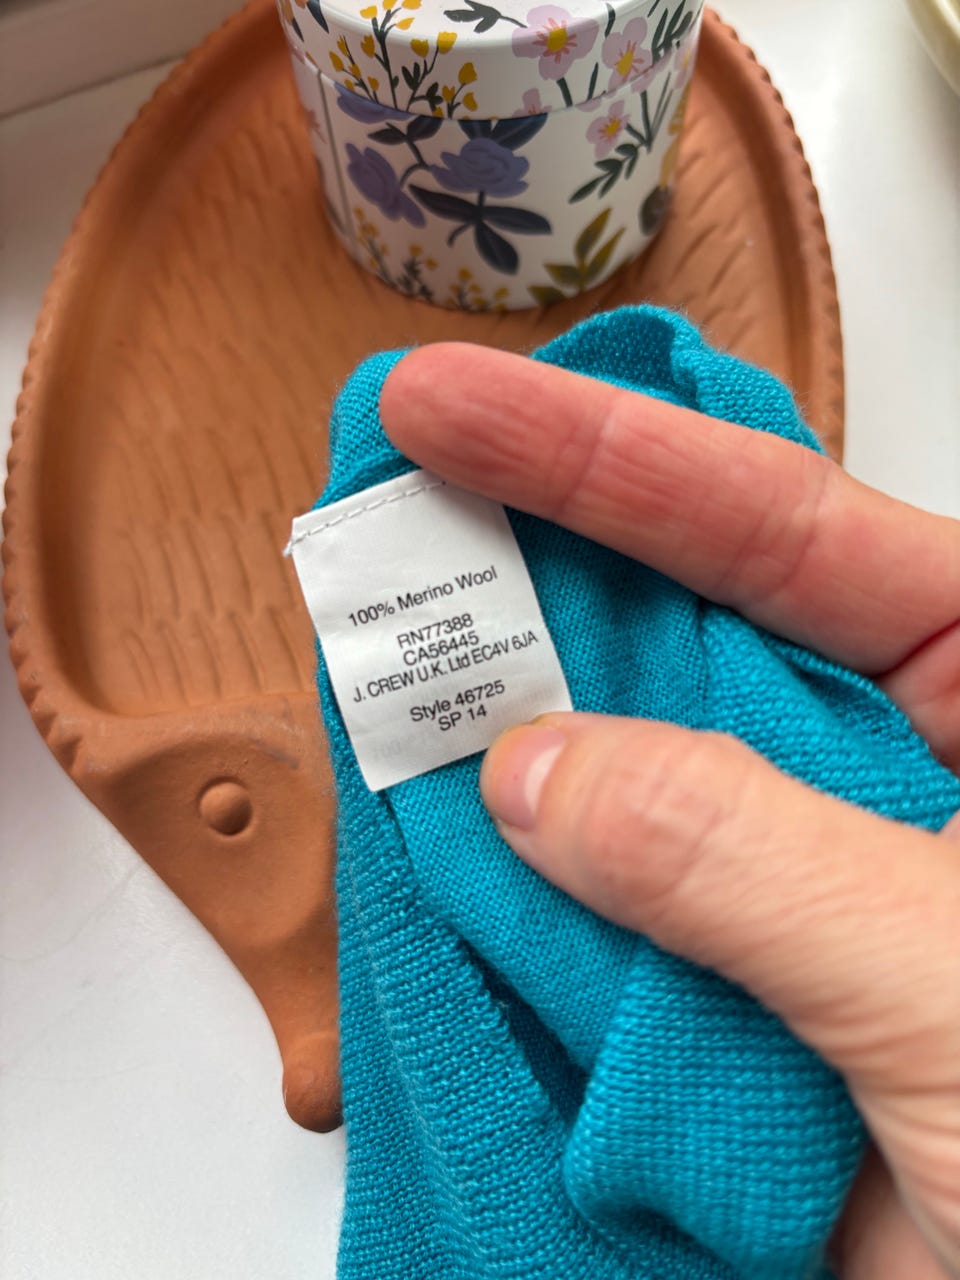 100% Merino Wool
RN77388
CA56445
J. CREW U.K. Ltd EC4V 6JA
Style 46725
SP 14